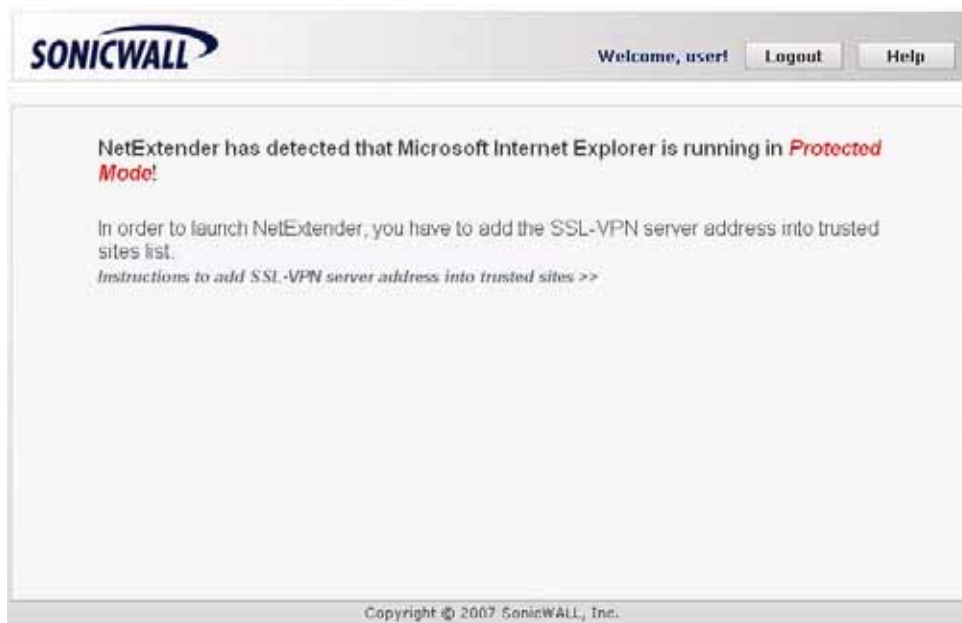 SONICWALL
Welcome, user! Logout Help
NetExtender has detected that Microsoft Internet Explorer is running in Protected
Mode!
In order to launch NetExtender, you have to add the SSL-VPN server address into trusted
sites list.
Instructions to add SSL-VPN server address into trusted sites >>
Copyright © 2007 SonicWALL, Inc.